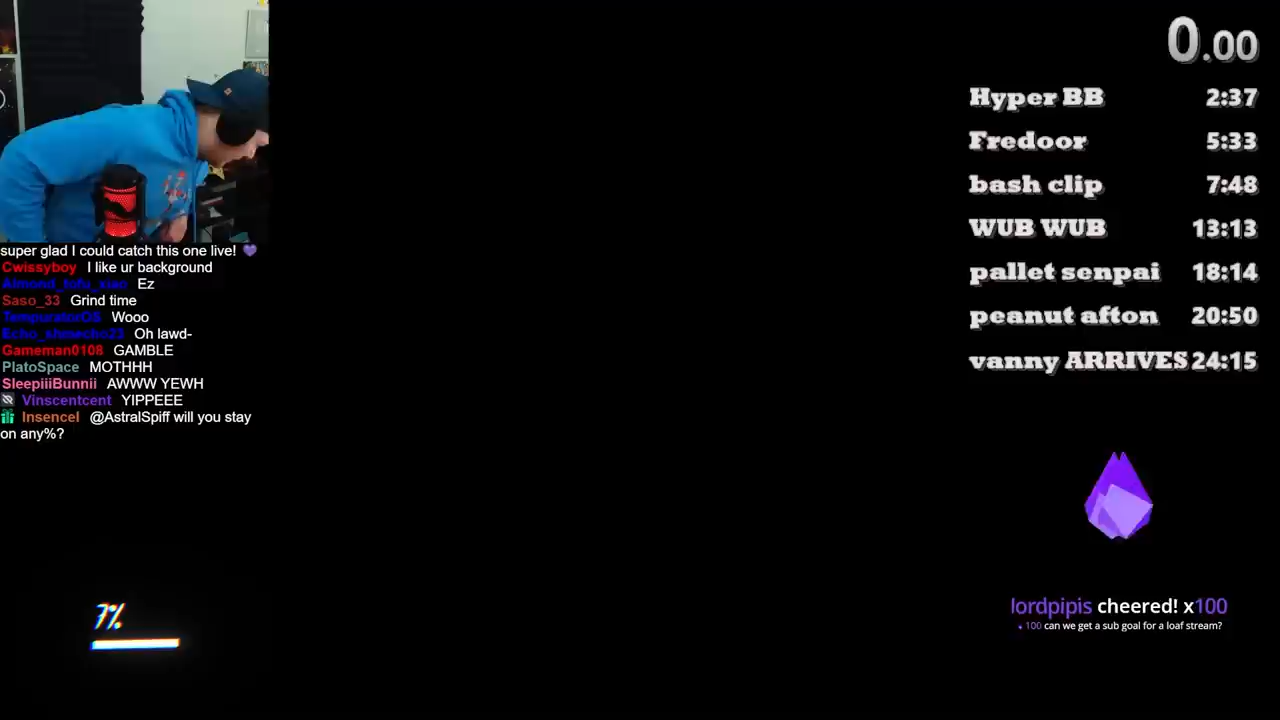 0.00
Hyper BB 2:37
Fredoor 5:33
bash clip 7:48
WUB WUB 13:13
pallet senpai 18:14
peanut afton 20:50
vanny ARRIVES 24:15
super glad I could catch this one live! 💜
Cwissyboy I like ur background
Almond_tofu_xiao Ez
Saso_33 Grind time
TempuratorOS Wooo
Echo_shmecho23 Oh lawd-
Gameman0108 GAMBLE
PlatoSpace MOTHHH
SleepiiiBunnii AWWW YEWH
Vinscentcent YIPPEEE
Insencel @AstralSpiff will you stay
on any%?
lordpipis cheered! x100
100 can we get a sub goal for a loaf stream?
7%